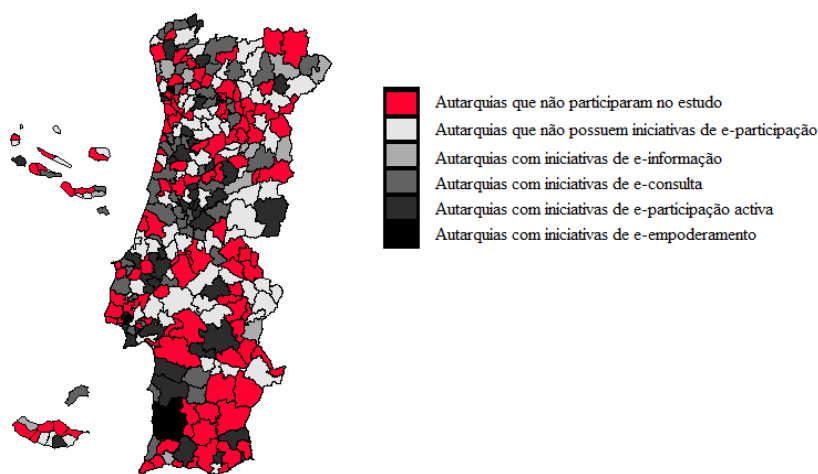 Autarquias que não participaram no estudo
Autarquias que não possuem iniciativas de e-participação
Autarquias com iniciativas de e-informação
Autarquias com iniciativas de e-consulta
Autarquias com iniciativas de e-participação activa
Autarquias com iniciativas de e-empoderamento